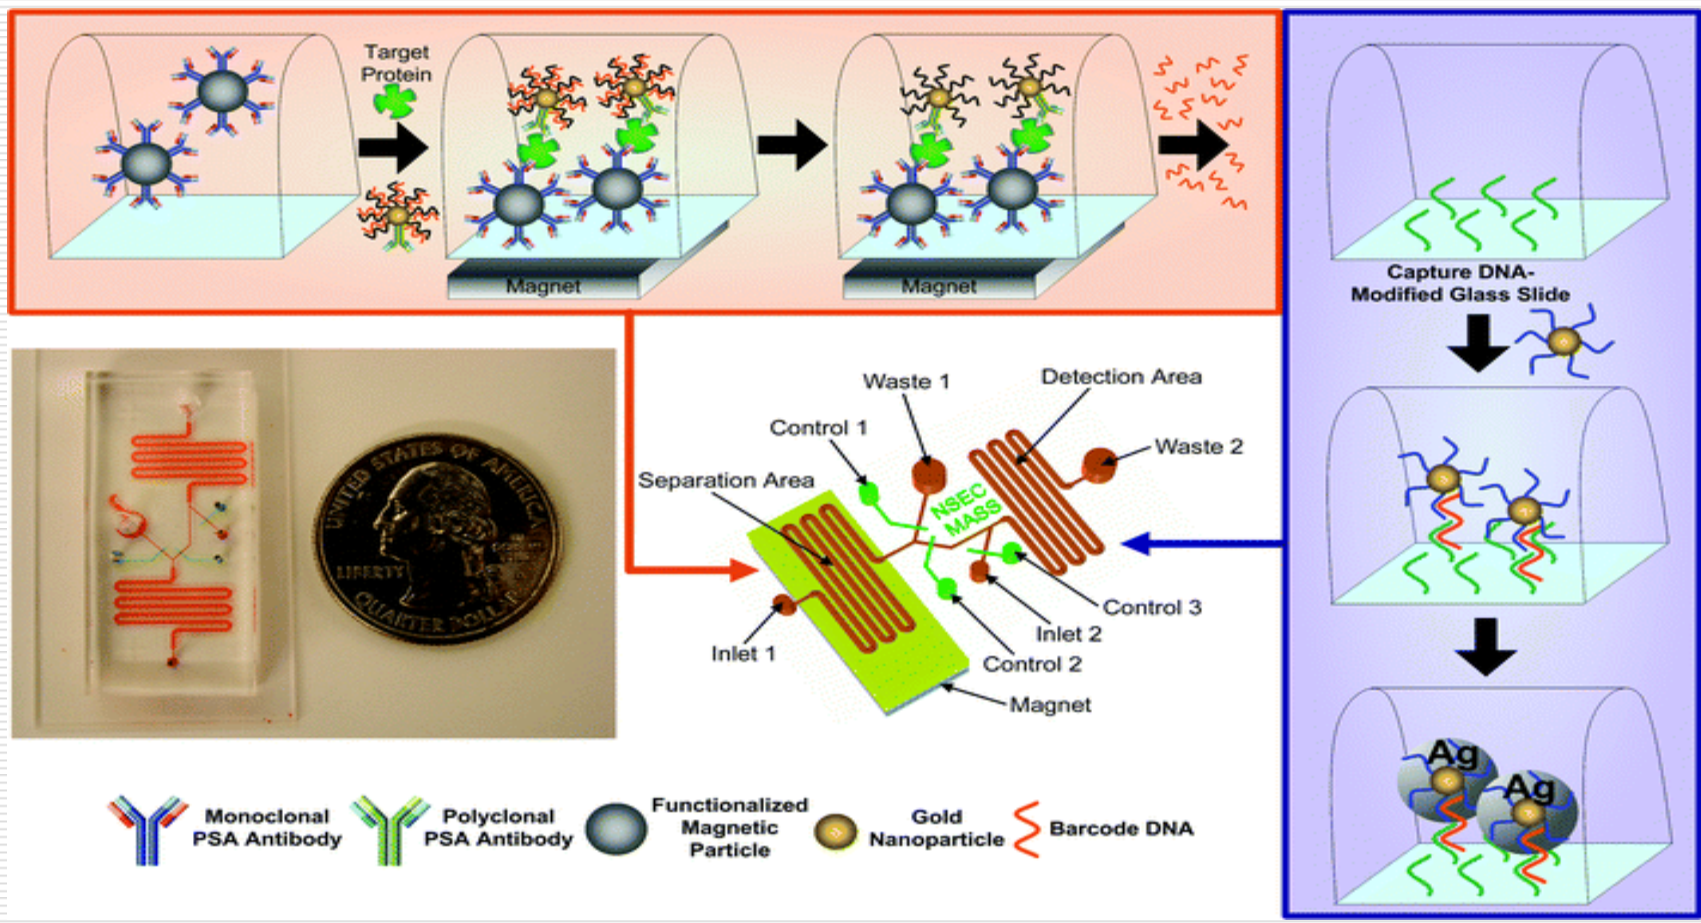 Target
Protein
Magnet
Magnet
Capture DNA-
Modified Glass Slide
Waste 1
Detection Area
Control 1
Waste 2
Separation Area
NSEC
MASS
Control 3
Inlet 2
Inlet 1
Control 2
Magnet
UNITED STATES OF AMERICA
LIBERTY
QUARTER DOLLAR
Ag
Ag
Monoclonal
PSA Antibody
Polyclonal
PSA Antibody
Functionalized
Magnetic
Particle
Gold
Nanoparticle
Barcode DNA